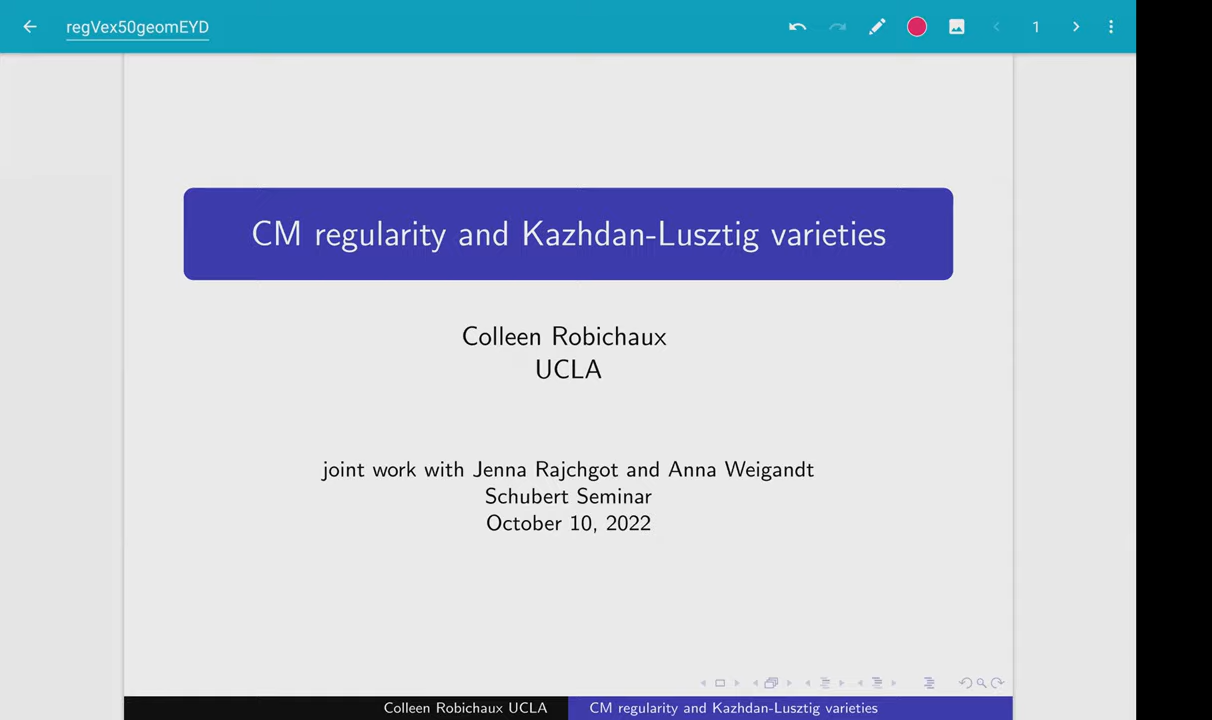 regVex50geomEYD
1
CM regularity and Kazhdan-Lusztig varieties
Colleen Robichaux
UCLA
joint work with Jenna Rajchgot and Anna Weigandt
Schubert Seminar
October 10, 2022
Colleen Robichaux UCLA
CM regularity and Kazhdan-Lusztig varieties